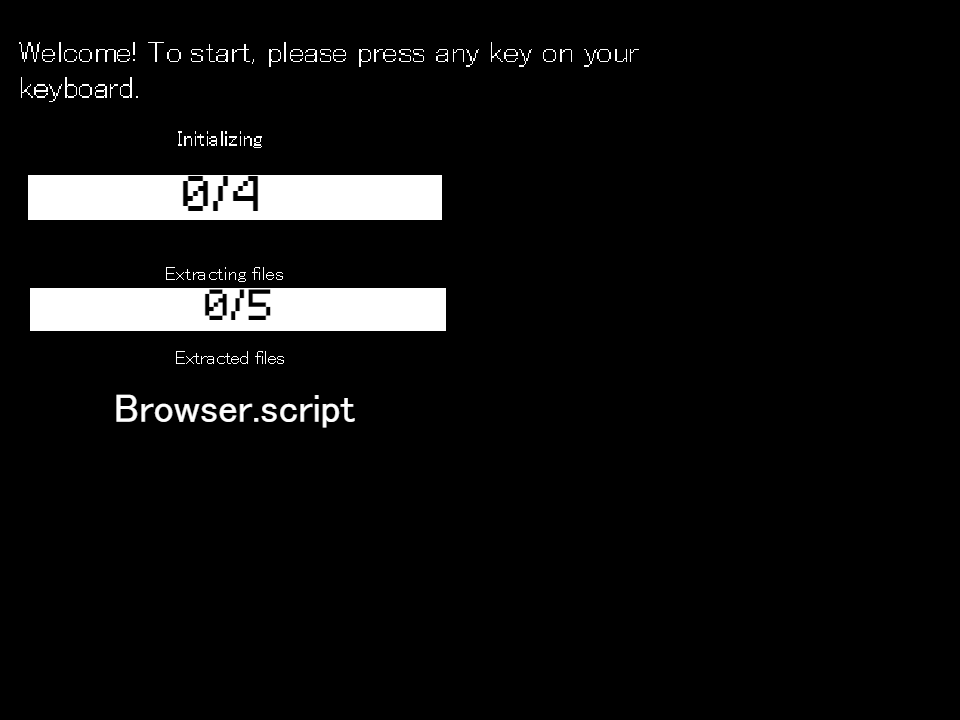 Welcome! To start, please press any key on your
keyboard.
Initializing
0/4
Extracting files
0/5
Extracted files
Browser.script